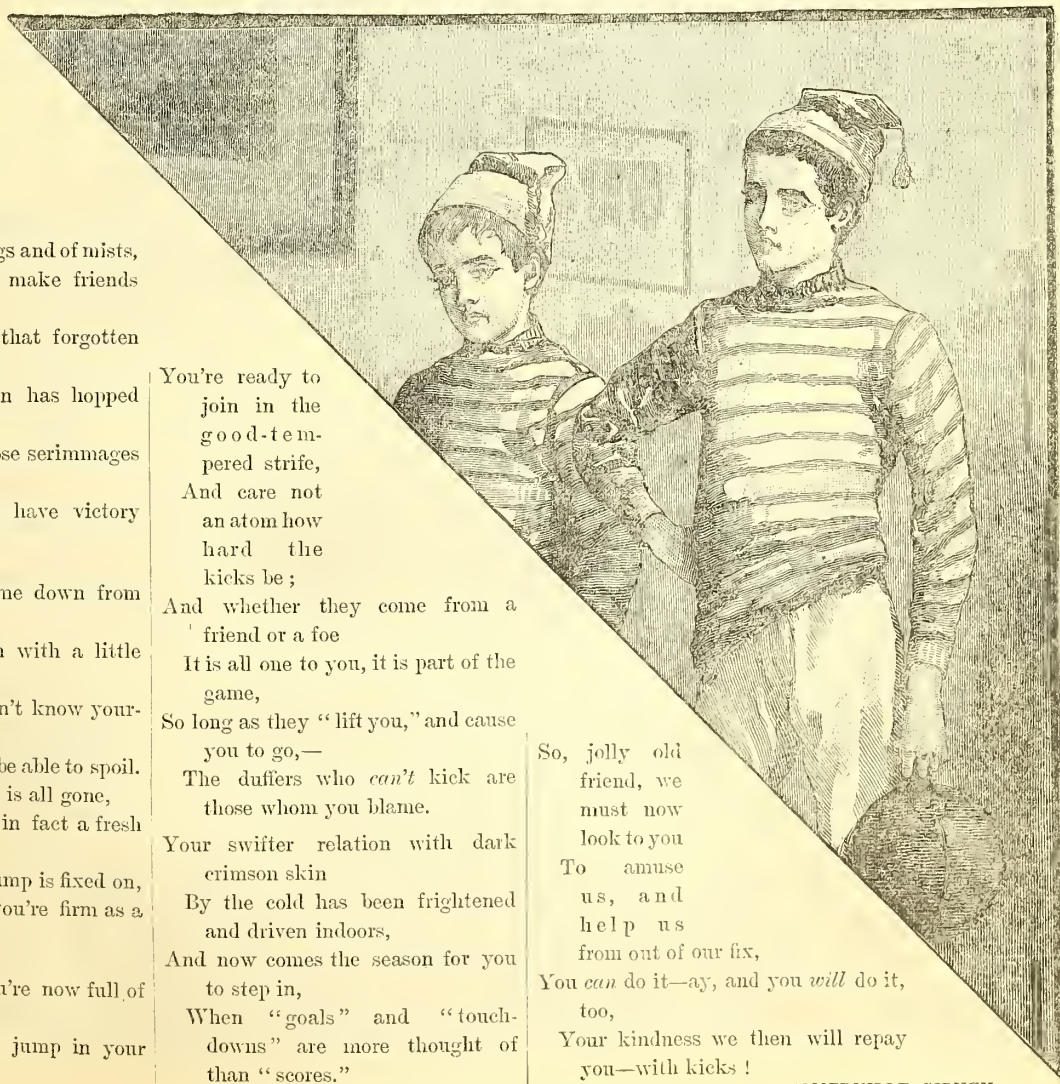 gs and of mists,
make friends
that forgotten
n has hopped
se scrimmages
have victory
me down from
with a little
n't know your-
be able to spoil.
is all gone,
in fact a fresh
ump is fixed on,
you're firm as a
u're now full of
jump in your
You're ready to
join in the
good-tem-
pered strife,
And care not
an atom how
hard the
kicks be;
And whether they come from a
friend or a foe
It is all one to you, it is part of the
game,
So long as they "lift you," and cause
you to go,—
The duffers who can't kick are
those whom you blame.
Your swifter relation with dark
crimson skin
By the cold has been frightened
and driven indoors,
And now comes the season for you
to step in,
When "goals" and "touch-
downs" are more thought of
than "scores."
So, jolly old
friend, we
must now
look to you
To amuse
us, and
help us
from out of our fix,
You can do it—ay, and you will do it,
too,
Your kindness we then will repay
you—with kicks!